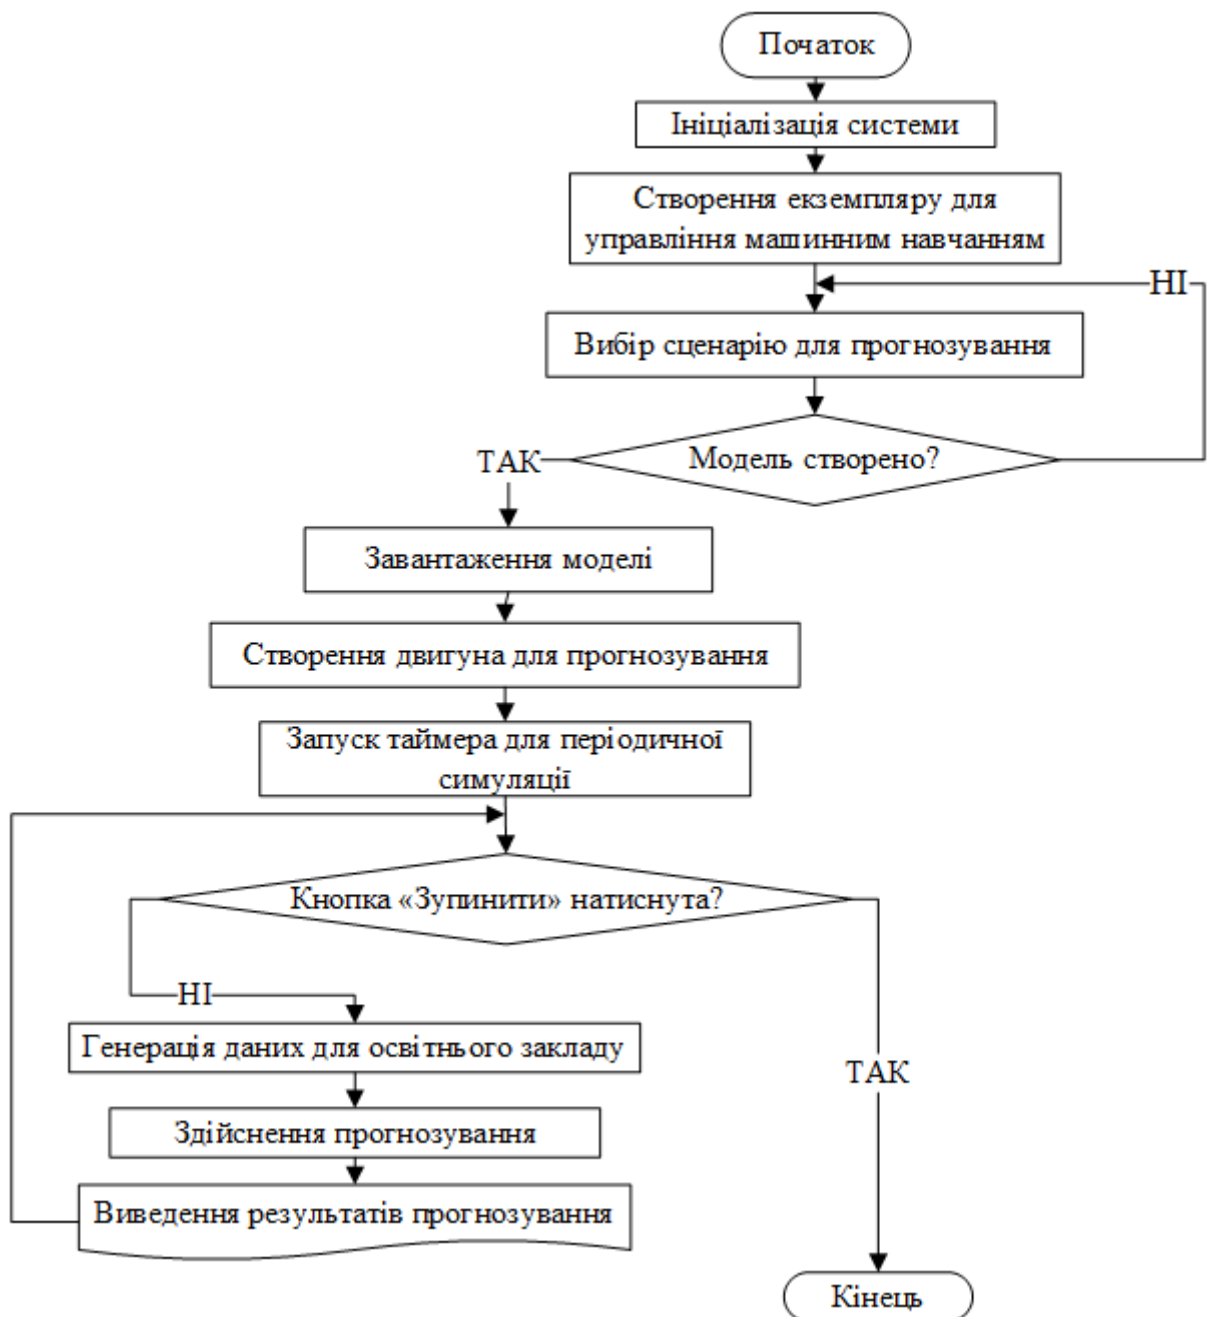 Початок
Ініціалізація системи
Створення екземпляру для
управління машинним навчанням
НІ
Вибір сценарію для прогнозування
Модель створено?
ТАК
Завантаження моделі
Створення двигуна для прогнозування
Запуск таймера для періодичної
симуляції
Кнопка «Зупинити» натиснута?
НІ
Генерація даних для освітнього закладу
ТАК
Здійснення прогнозування
Виведення результатів прогнозування
Кінець